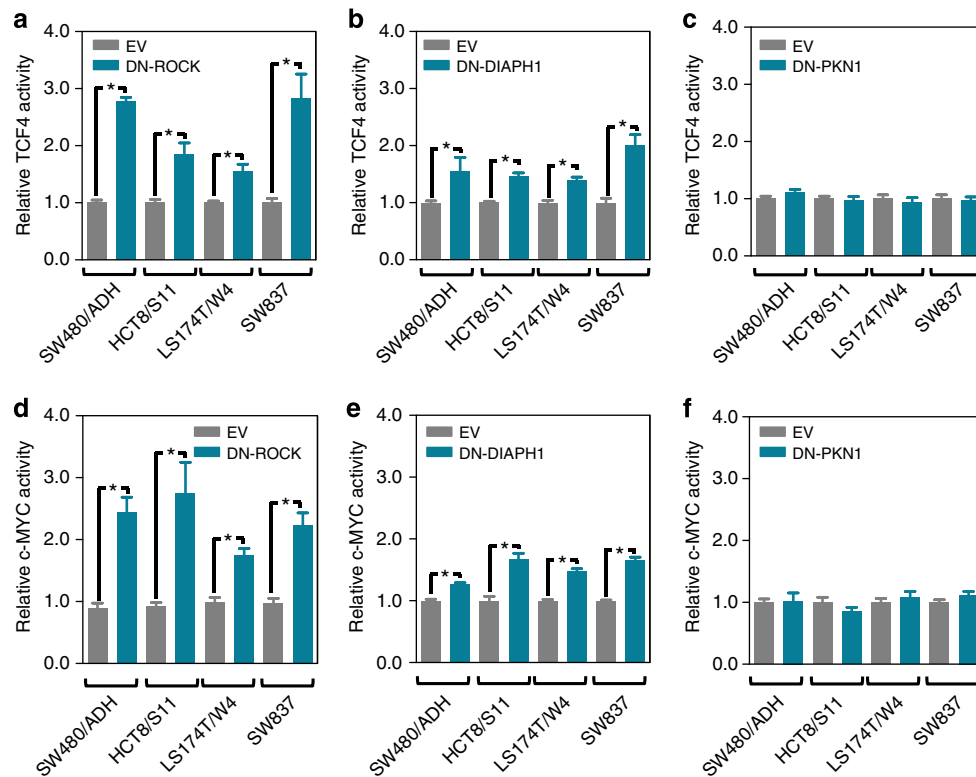 a
Relative TCF4 activity
4.0
3.0
2.0
1.0
0.0
EV
DN-ROCK
*
*
*
*
SW480/ADH
HCT8/S11
LS174T/W4
SW837
b
Relative TCF4 activity
4.0
3.0
2.0
1.0
0.0
EV
DN-DIAPH1
*
*
*
*
SW480/ADH
HCT8/S11
LS174T/W4
SW837
c
Relative TCF4 activity
4.0
3.0
2.0
1.0
0.0
EV
DN-PKN1
SW480/ADH
HCT8/S11
LS174T/W4
SW837
d
Relative c-MYC activity
4.0
3.0
2.0
1.0
0.0
EV
DN-ROCK
*
*
*
*
SW480/ADH
HCT8/S11
LS174T/W4
SW837
e
Relative c-MYC activity
4.0
3.0
2.0
1.0
0.0
EV
DN-DIAPH1
*
*
*
*
SW480/ADH
HCT8/S11
LS174T/W4
SW837
f
Relative c-MYC activity
4.0
3.0
2.0
1.0
0.0
EV
DN-PKN1
SW480/ADH
HCT8/S11
LS174T/W4
SW837